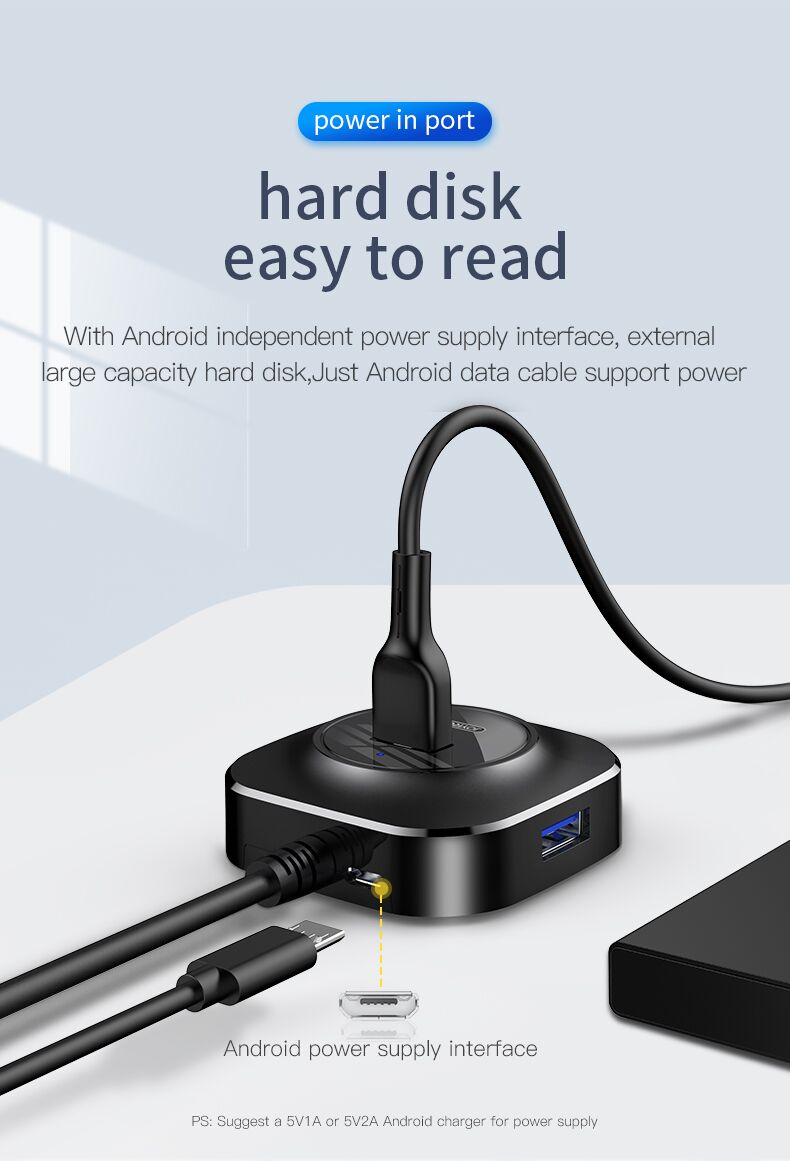 power in port
hard disk
easy to read
With Android independent power supply interface, external
large capacity hard disk,Just Android data cable support power
Android power supply interface
PS: Suggest a 5V1A or 5V2A Android charger for power supply